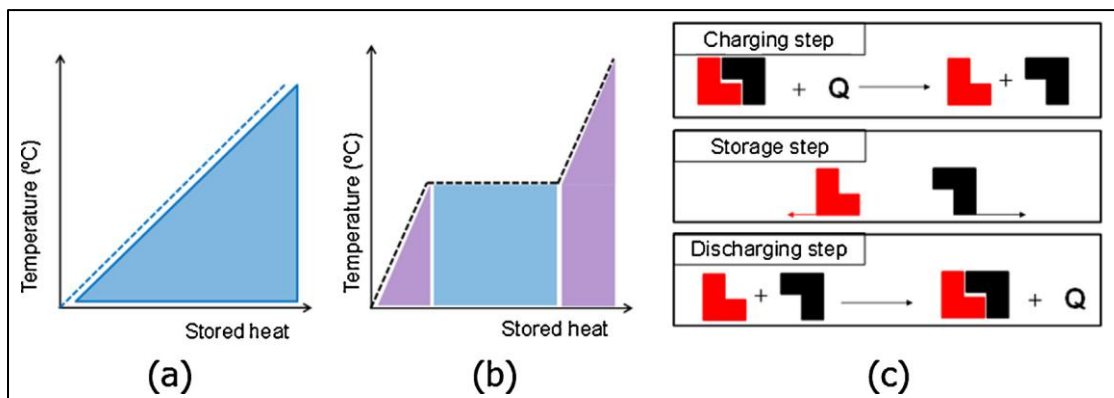 Temperature (ºC)
Stored heat
(a)
Temperature (ºC)
Stored heat
(b)
Charging step
+ Q
+
Storage step
Discharging step
+
+ Q
(c)